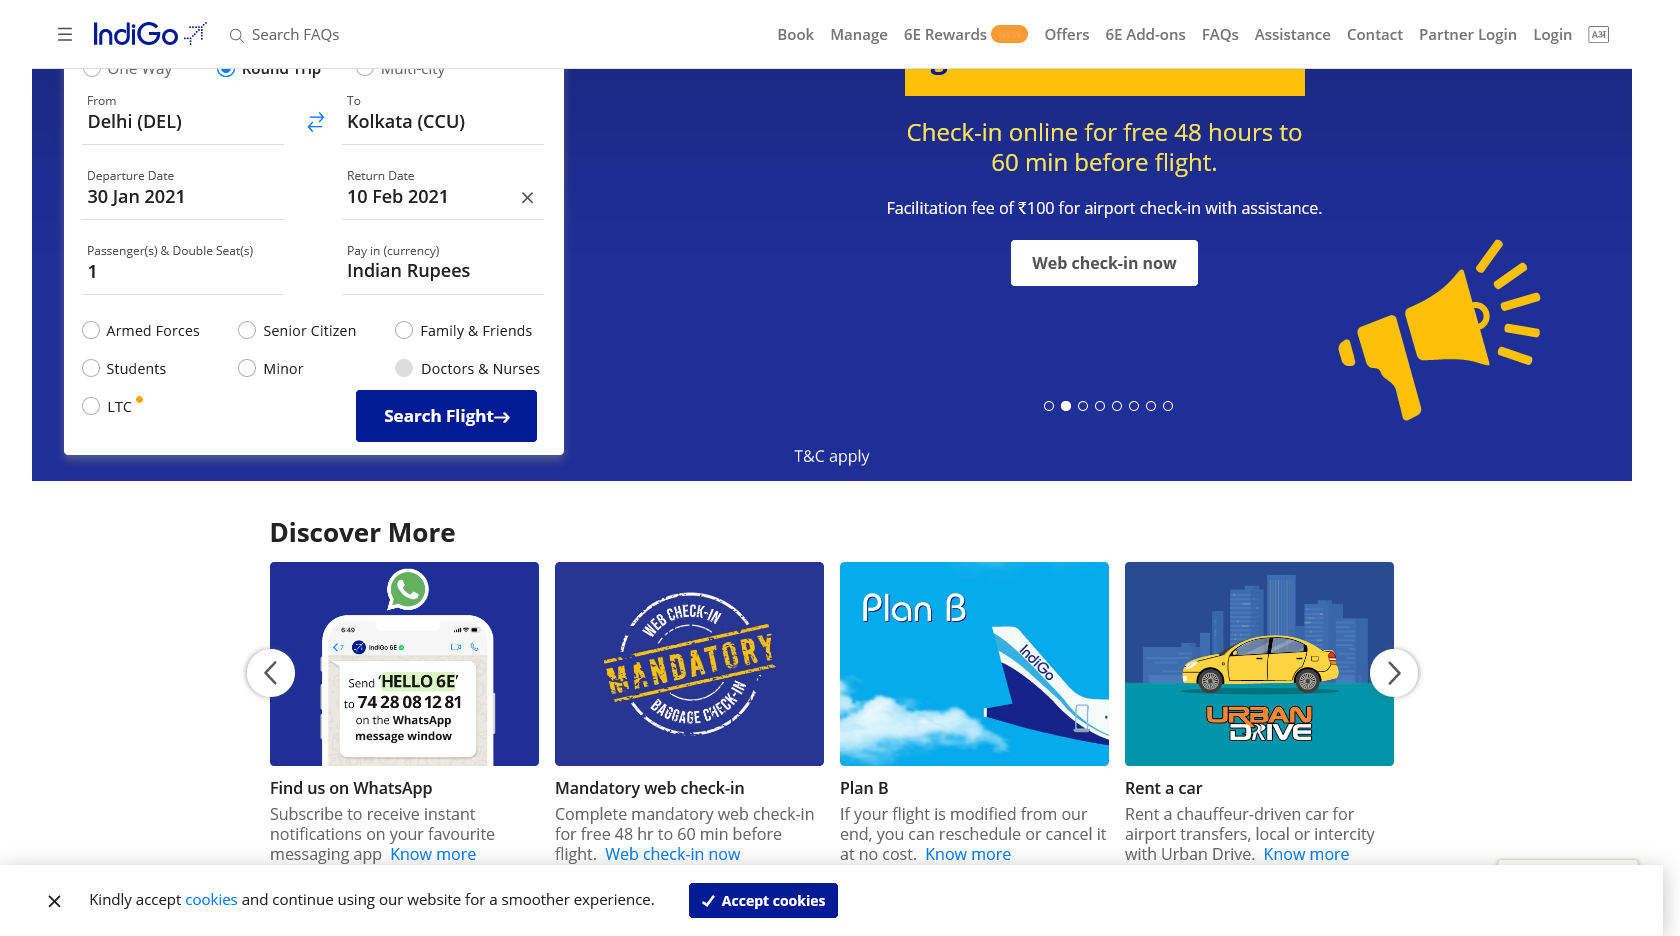 IndiGo
Search FAQs
Book
Manage
6E Rewards
Offers
6E Add-ons
FAQs
Assistance
Contact
Partner Login
Login
One Way
Round Trip
Multi-city
From
Delhi (DEL)
To
Kolkata (CCU)
Departure Date
30 Jan 2021
Return Date
10 Feb 2021
Passenger(s) & Double Seat(s)
1
Pay in (currency)
Indian Rupees
Armed Forces
Senior Citizen
Family & Friends
Students
Minor
Doctors & Nurses
LTC
Search Flight
Check-in online for free 48 hours to
60 min before flight.
Facilitation fee of ₹100 for airport check-in with assistance.
Web check-in now
T&C apply
Discover More
6:49
7
IndiGo 6E
Send 'HELLO 6E'
to 74 28 08 12 81
on the WhatsApp
message window
Find us on WhatsApp
Subscribe to receive instant
notifications on your favourite
messaging app Know more
WEB CHECK-IN
MANDATORY
BAGGAGE CHECK-IN
Mandatory web check-in
Complete mandatory web check-in
for free 48 hr to 60 min before
flight. Web check-in now
Plan B
IndiGo
Plan B
If your flight is modified from our
end, you can reschedule or cancel it
at no cost. Know more
URBAN
DRIVE
Rent a car
Rent a chauffeur-driven car for
airport transfers, local or intercity
with Urban Drive. Know more
Kindly accept cookies and continue using our website for a smoother experience.
Accept cookies